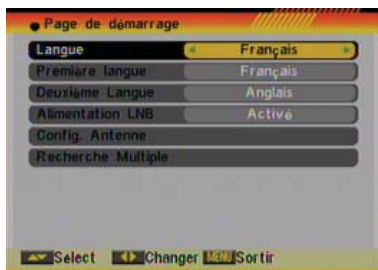 Page de démarrage
Langue Français
Première langue Français
Deuxième Langue Anglais
Alimentation LNB Activé
Config. Antenne
Recherche Multiple
Select Changer MENU Sortir